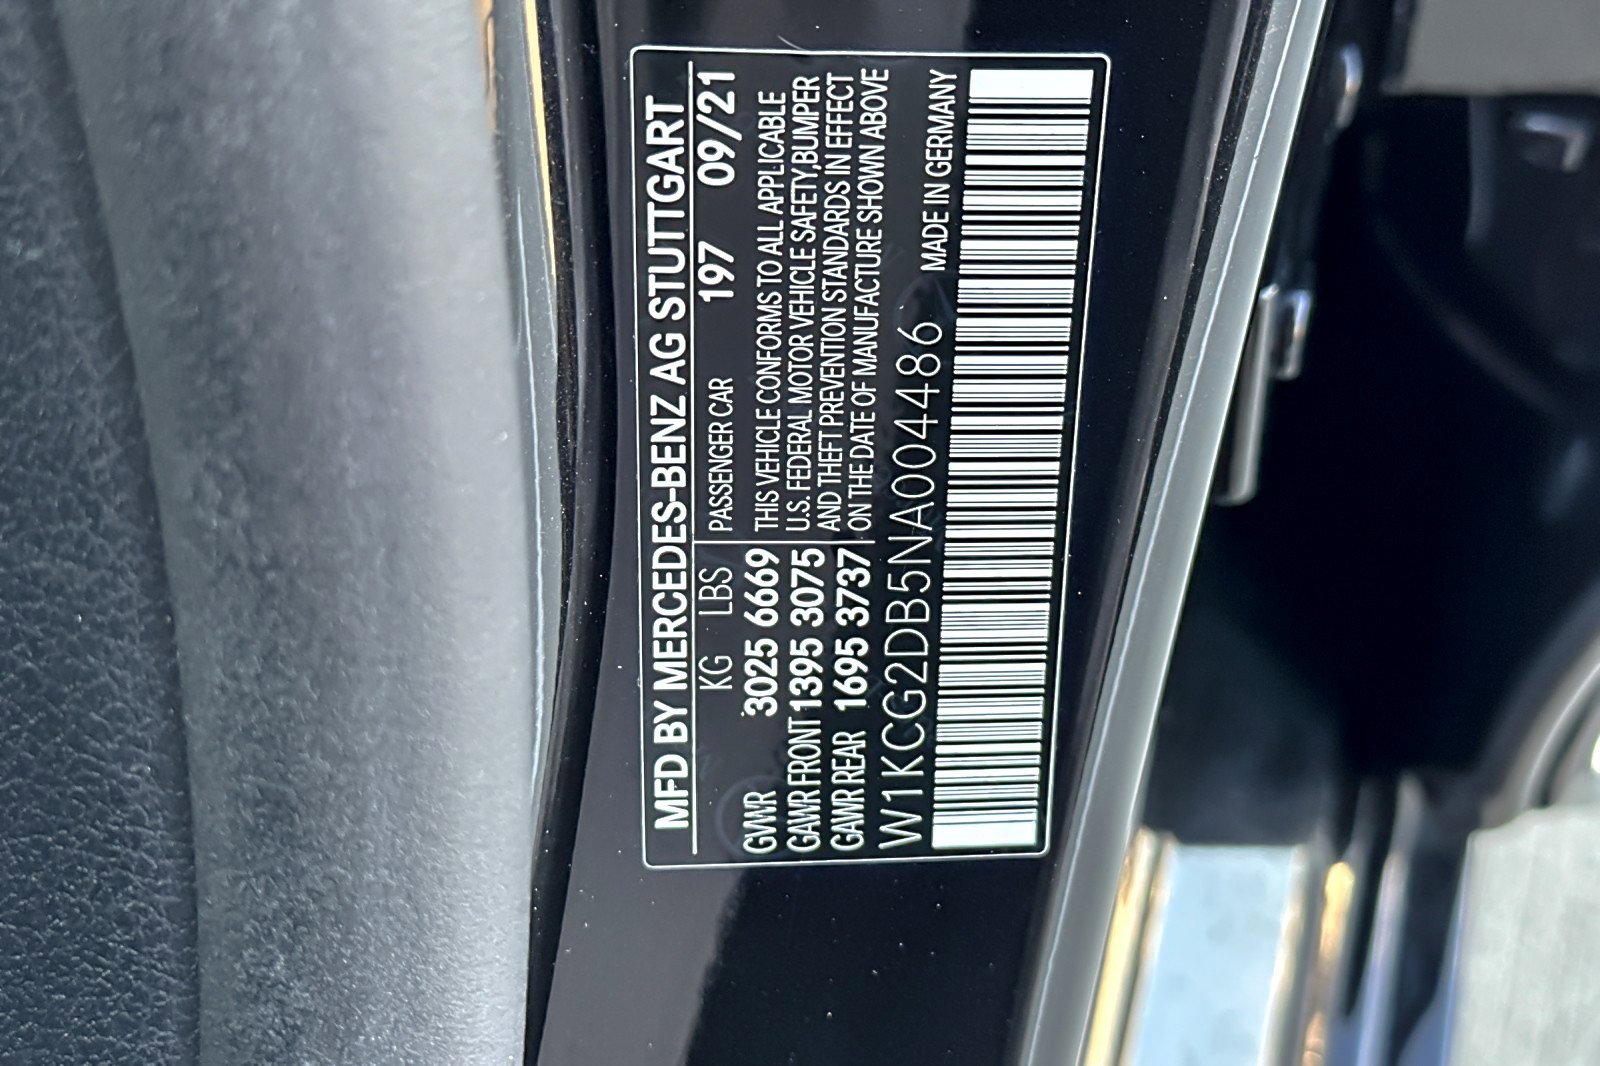 MFD BY MERCEDES-BENZ AG STUTTGART
KG LBS PASSENGER CAR 197 09/21
GVWR 3025 6669 THIS VEHICLE CONFORMS TO ALL APPLICABLE
U.S. FEDERAL MOTOR VEHICLE SAFETY,BUMPER
GAWR FRONT 1395 3075 AND THEFT PREVENTION STANDARDS IN EFFECT
GAWR REAR 1695 3737 ON THE DATE OF MANUFACTURE SHOWN ABOVE
W1KCG2DB5NA004486 MADE IN GERMANY